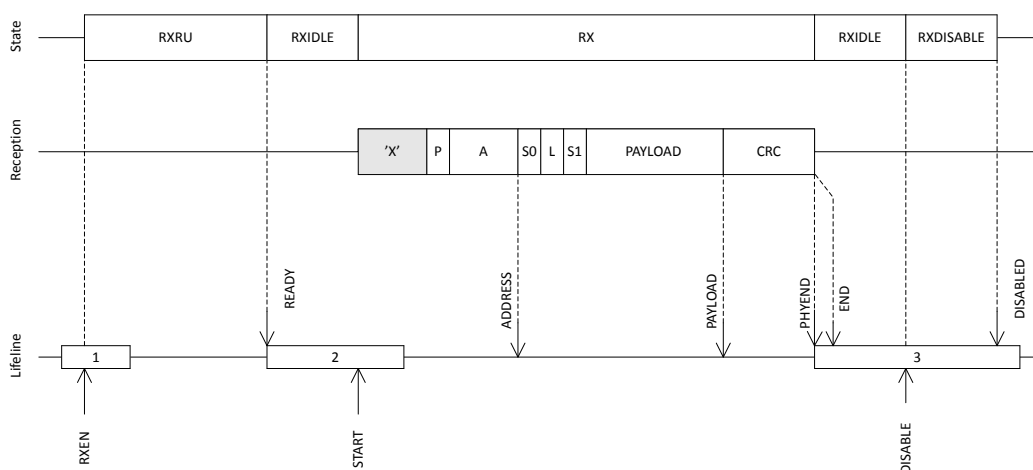 State
RXRU
RXIDLE
RX
RXIDLE
RXDISABLE
Reception
'X'
P
A
S0
L
S1
PAYLOAD
CRC
READY
ADDRESS
PAYLOAD
PHYEND
END
DISABLED
Lifeline
1
2
3
RXEN
START
DISABLE